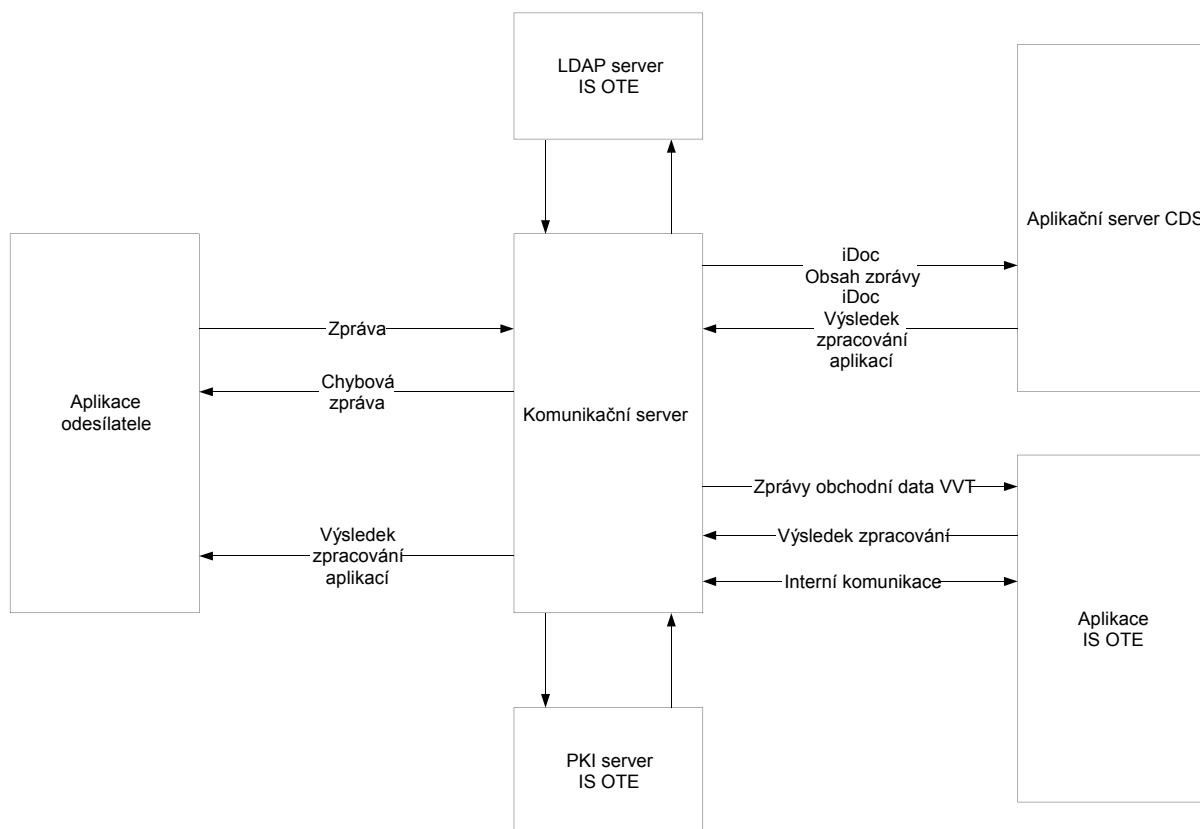 LDAP server
IS OTE
Aplikační server CDS
iDoc
Obsah zprávy
iDoc
Výsledek
zpracování
aplikací
Zpráva
Chybová
zpráva
Aplikace
odesílatele
Komunikační server
Zprávy obchodní data VVT
Výsledek zpracování
Interní komunikace
Výsledek
zpracování
aplikací
Aplikace
IS OTE
PKI server
IS OTE